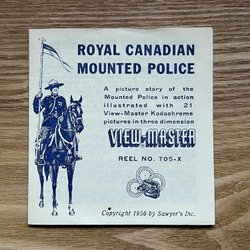 ROYAL CANADIAN
MOUNTED POLICE
A picture story of the
Mounted Police in action
illustrated with 21
View-Master Kodachrome
pictures in three dimension
VIEW-MASTER
REEL NO. 705-X
Copyright 1956 by Sawyer's Inc.